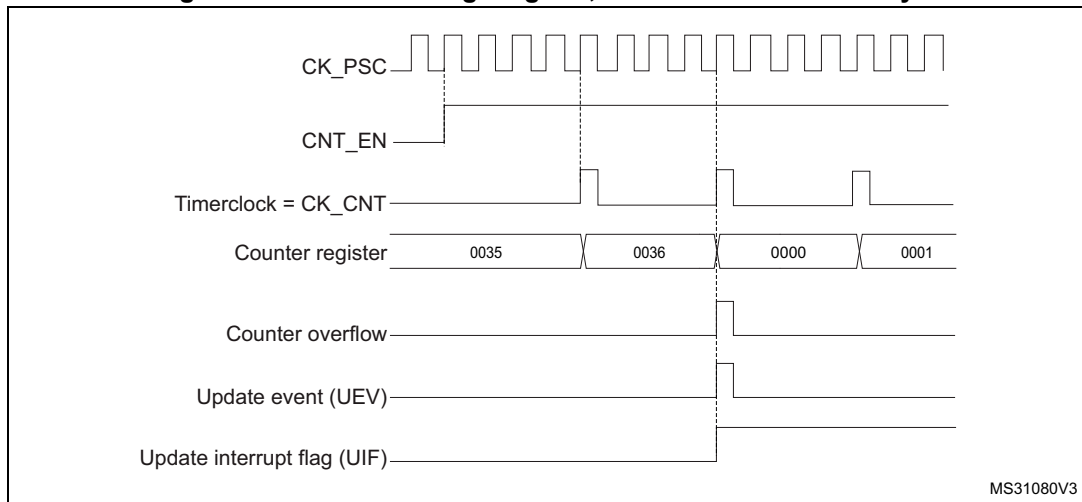 CK_PSC
CNT_EN
Timerclock = CK_CNT
Counter register 0035 0036 0000 0001
Counter overflow
Update event (UEV)
Update interrupt flag (UIF)
MS31080V3